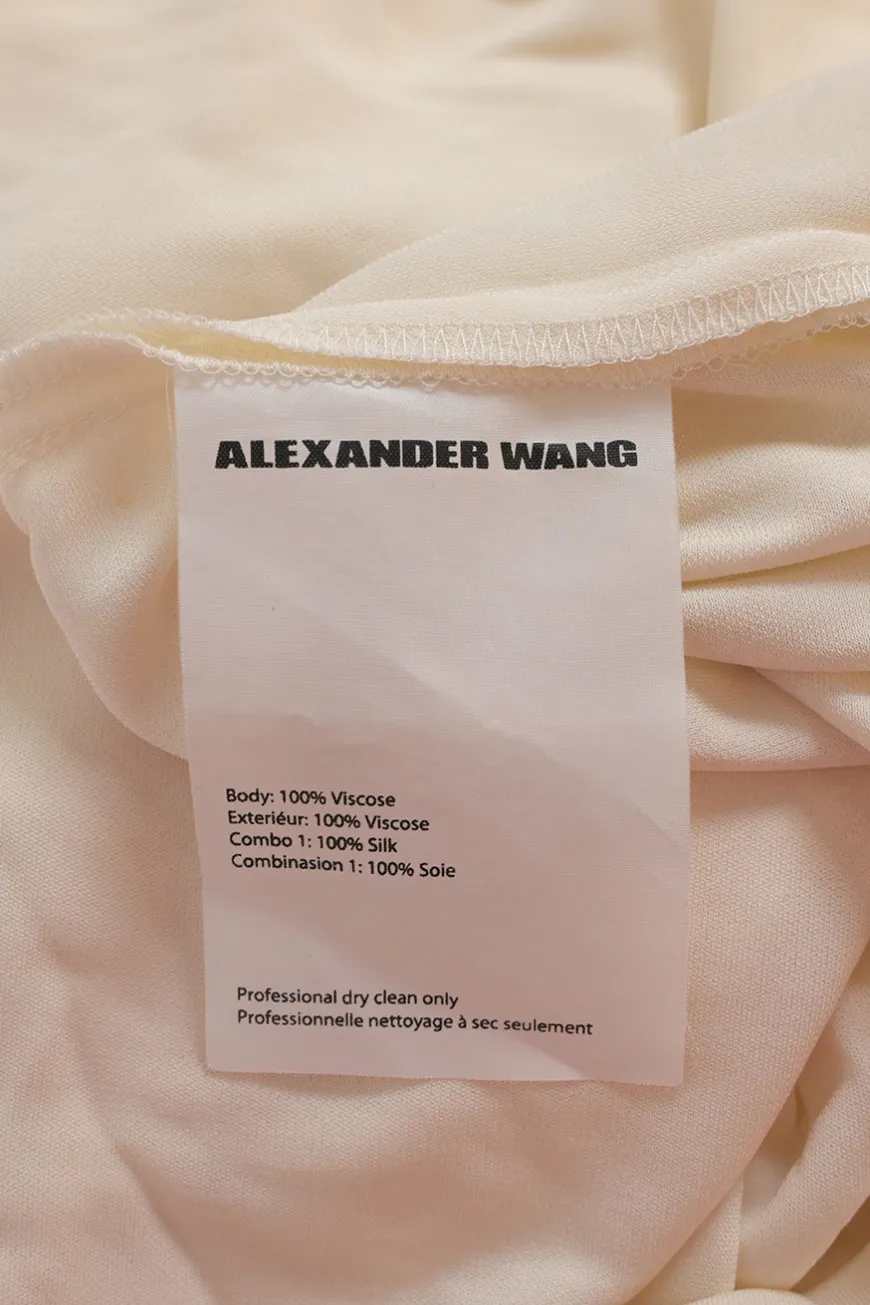 ALEXANDER WANG
Body: 100% Viscose
Exteriéur: 100% Viscose
Combo 1: 100% Silk
Combinasion 1: 100% Soie
Professional dry clean only
Professionnelle nettoyage à sec seulement